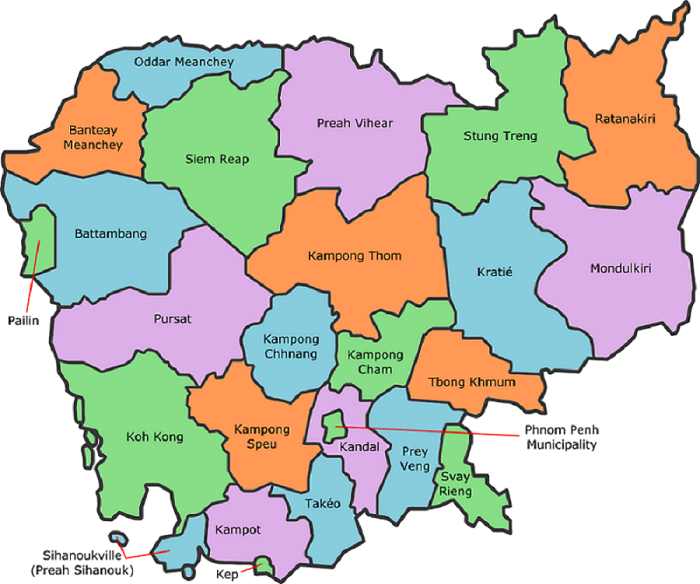 Oddar Meanchey
Banteay
Meanchey
Siem Reap
Preah Vihear
Stung Treng
Ratanakiri
Battambang
Pailin
Pursat
Kampong Thom
Kratié
Mondulkiri
Kampong
Chhnang
Kampong
Cham
Tbong Khmum
Koh Kong
Kampong
Speu
Kandal
Prey
Veng
Phnom Penh
Municipality
Svay
Rieng
Takéo
Kampot
Sihanoukville
(Preah Sihanouk)
Kep